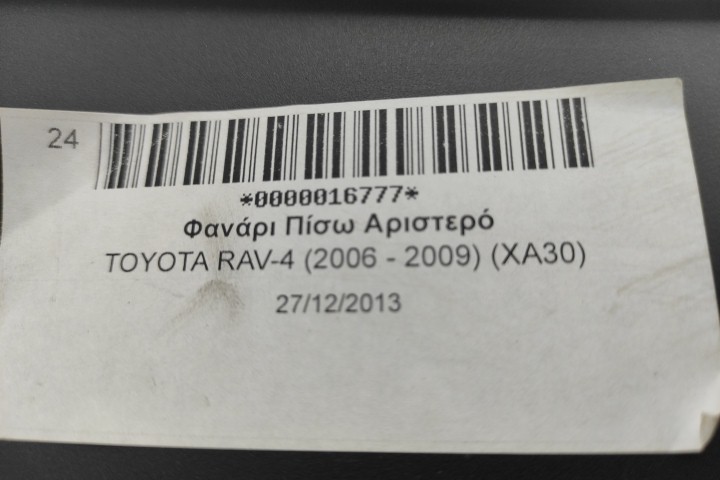 24
*0000016777*
Φανάρι Πίσω Αριστερό
TOYOTA RAV-4 (2006 - 2009) (XA30)
27/12/2013